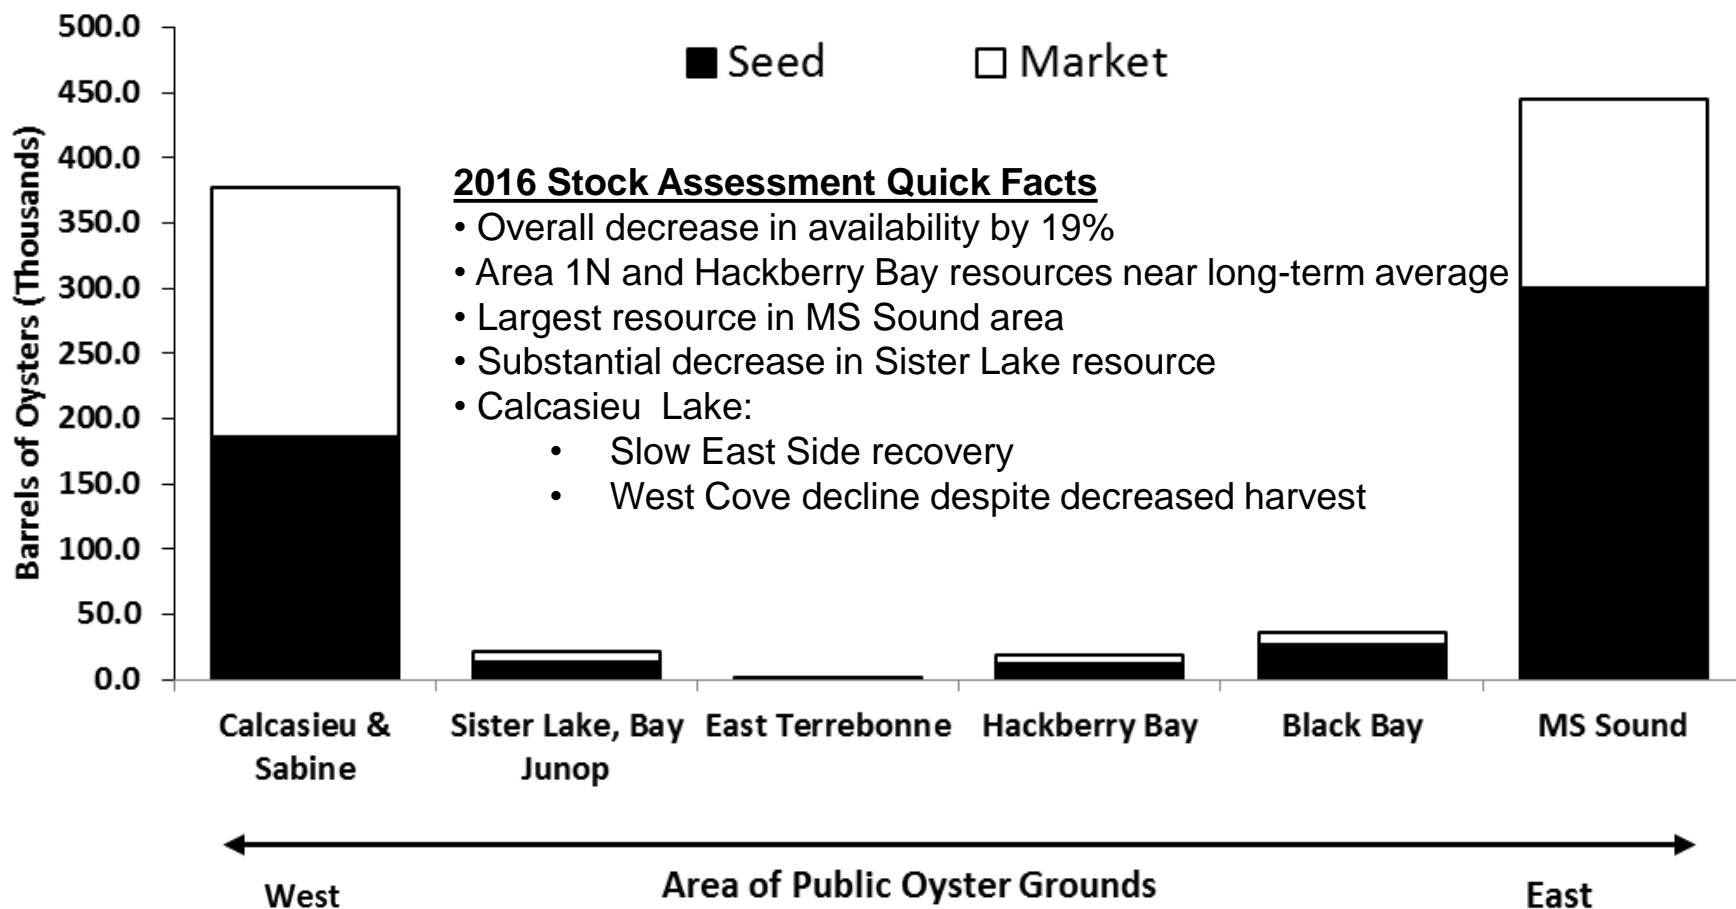 500.0
450.0
400.0
350.0
300.0
250.0
200.0
150.0
100.0
50.0
0.0
Barrels of Oysters (Thousands)
Seed
Market
2016 Stock Assessment Quick Facts
• Overall decrease in availability by 19%
• Area 1N and Hackberry Bay resources near long-term average
• Largest resource in MS Sound area
• Substantial decrease in Sister Lake resource
• Calcasieu Lake:
• Slow East Side recovery
• West Cove decline despite decreased harvest
Calcasieu &
Sabine
Sister Lake, Bay
Junop
East Terrebonne
Hackberry Bay
Black Bay
MS Sound
West
Area of Public Oyster Grounds
East